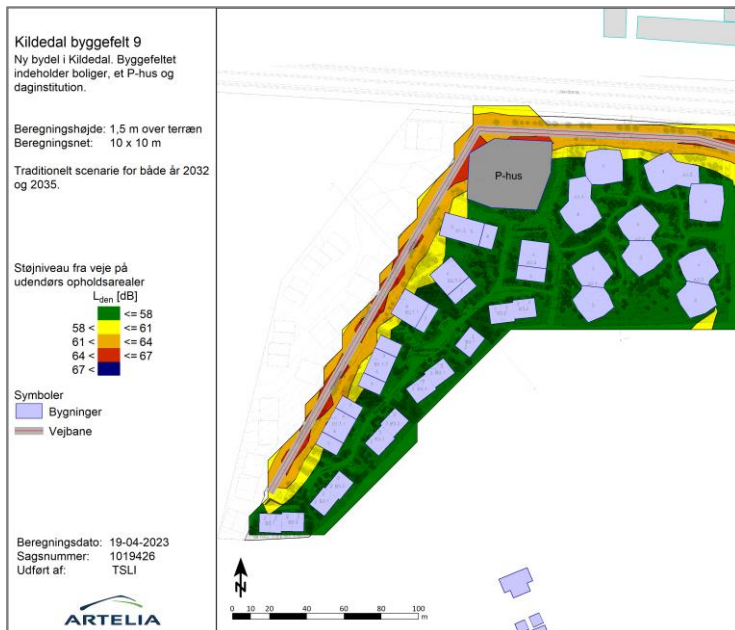 Kildedal byggefelt 9
Ny bydel i Kildedal. Byggefeltet
indeholder boliger, et P-hus og
daginstitution.
Beregningshøjde: 1,5 m over terræn
Beregningsnet: 10 x 10 m
Traditionelt scenarie for både år 2032
og 2035.
Støjniveau fra veje på
udendørs opholdsarealer
Lden [dB]
<= 58
58 < <= 61
61 < <= 64
64 < <= 67
67 <
Symboler
Bygninger
Vejbane
Beregningsdato: 19-04-2023
Sagsnummer: 1019426
Udført af: TSLI
ARTELIA
P-hus
N
0 10 20 40 60 80 100
m